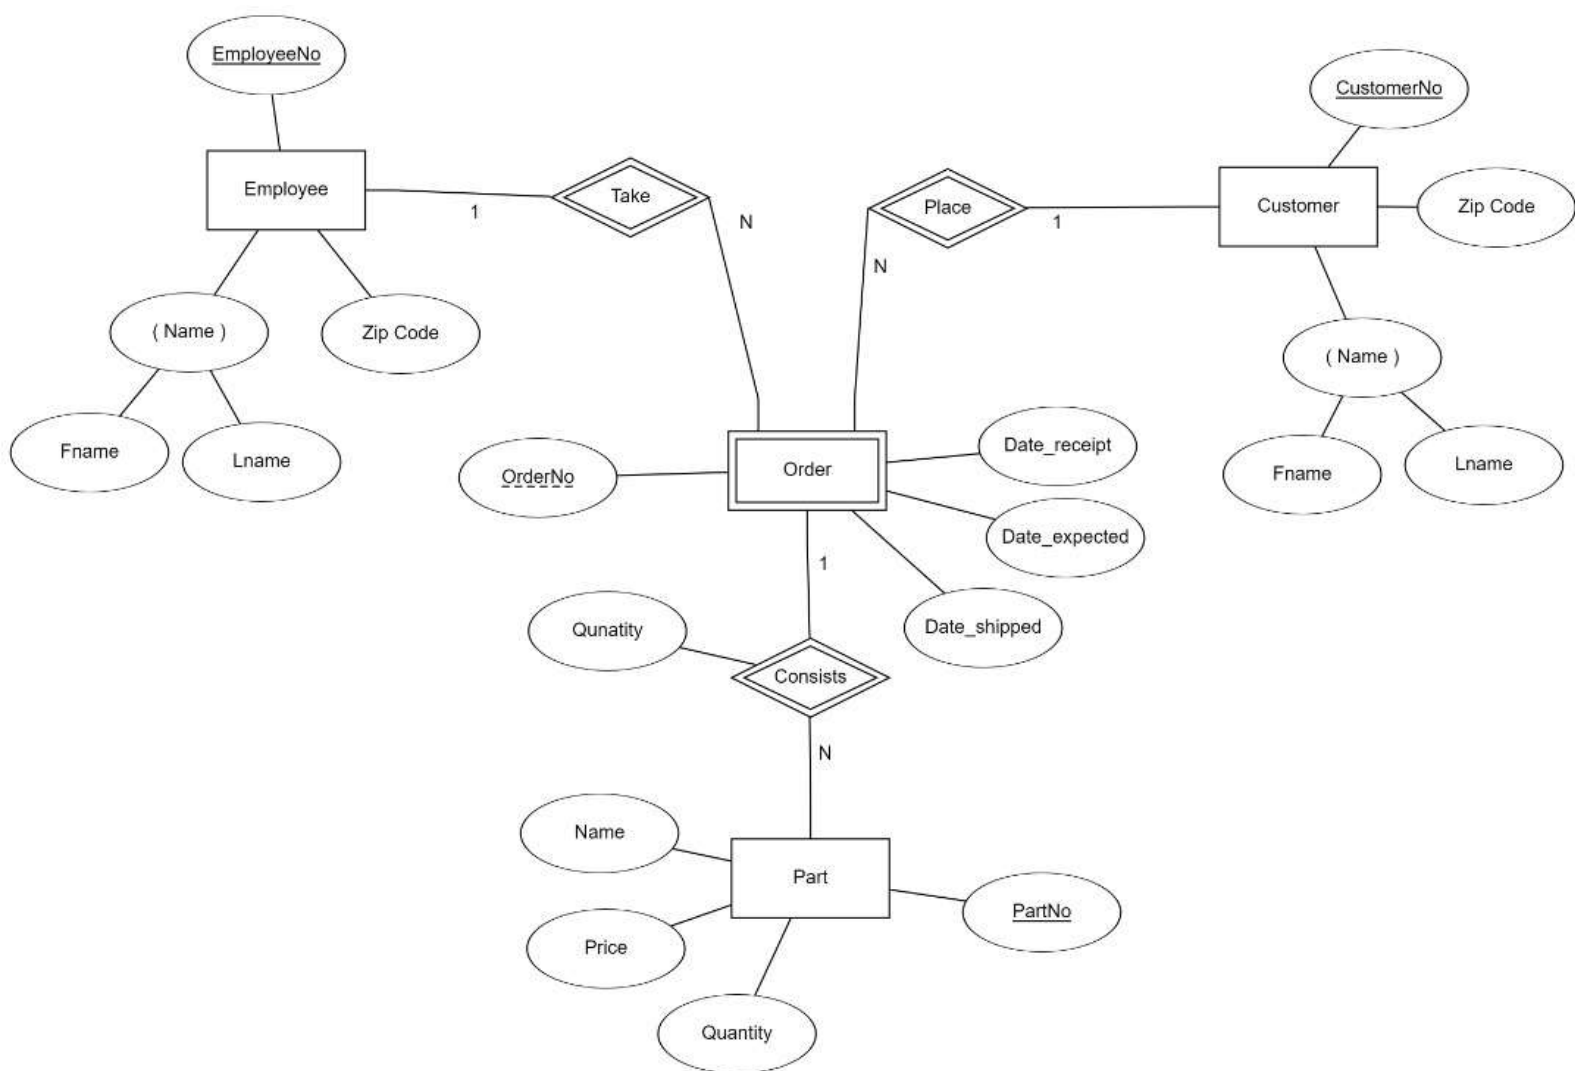 EmployeeNo
CustomerNo
Employee
Take
Place
Customer
Zip Code
1
N
1
N
( Name )
Zip Code
( Name )
Fname
Lname
Fname
Lname
OrderNo
Order
Date_receipt
Date_expected
Date_shipped
1
Qunatity
Consists
N
Name
Part
Price
PartNo
Quantity